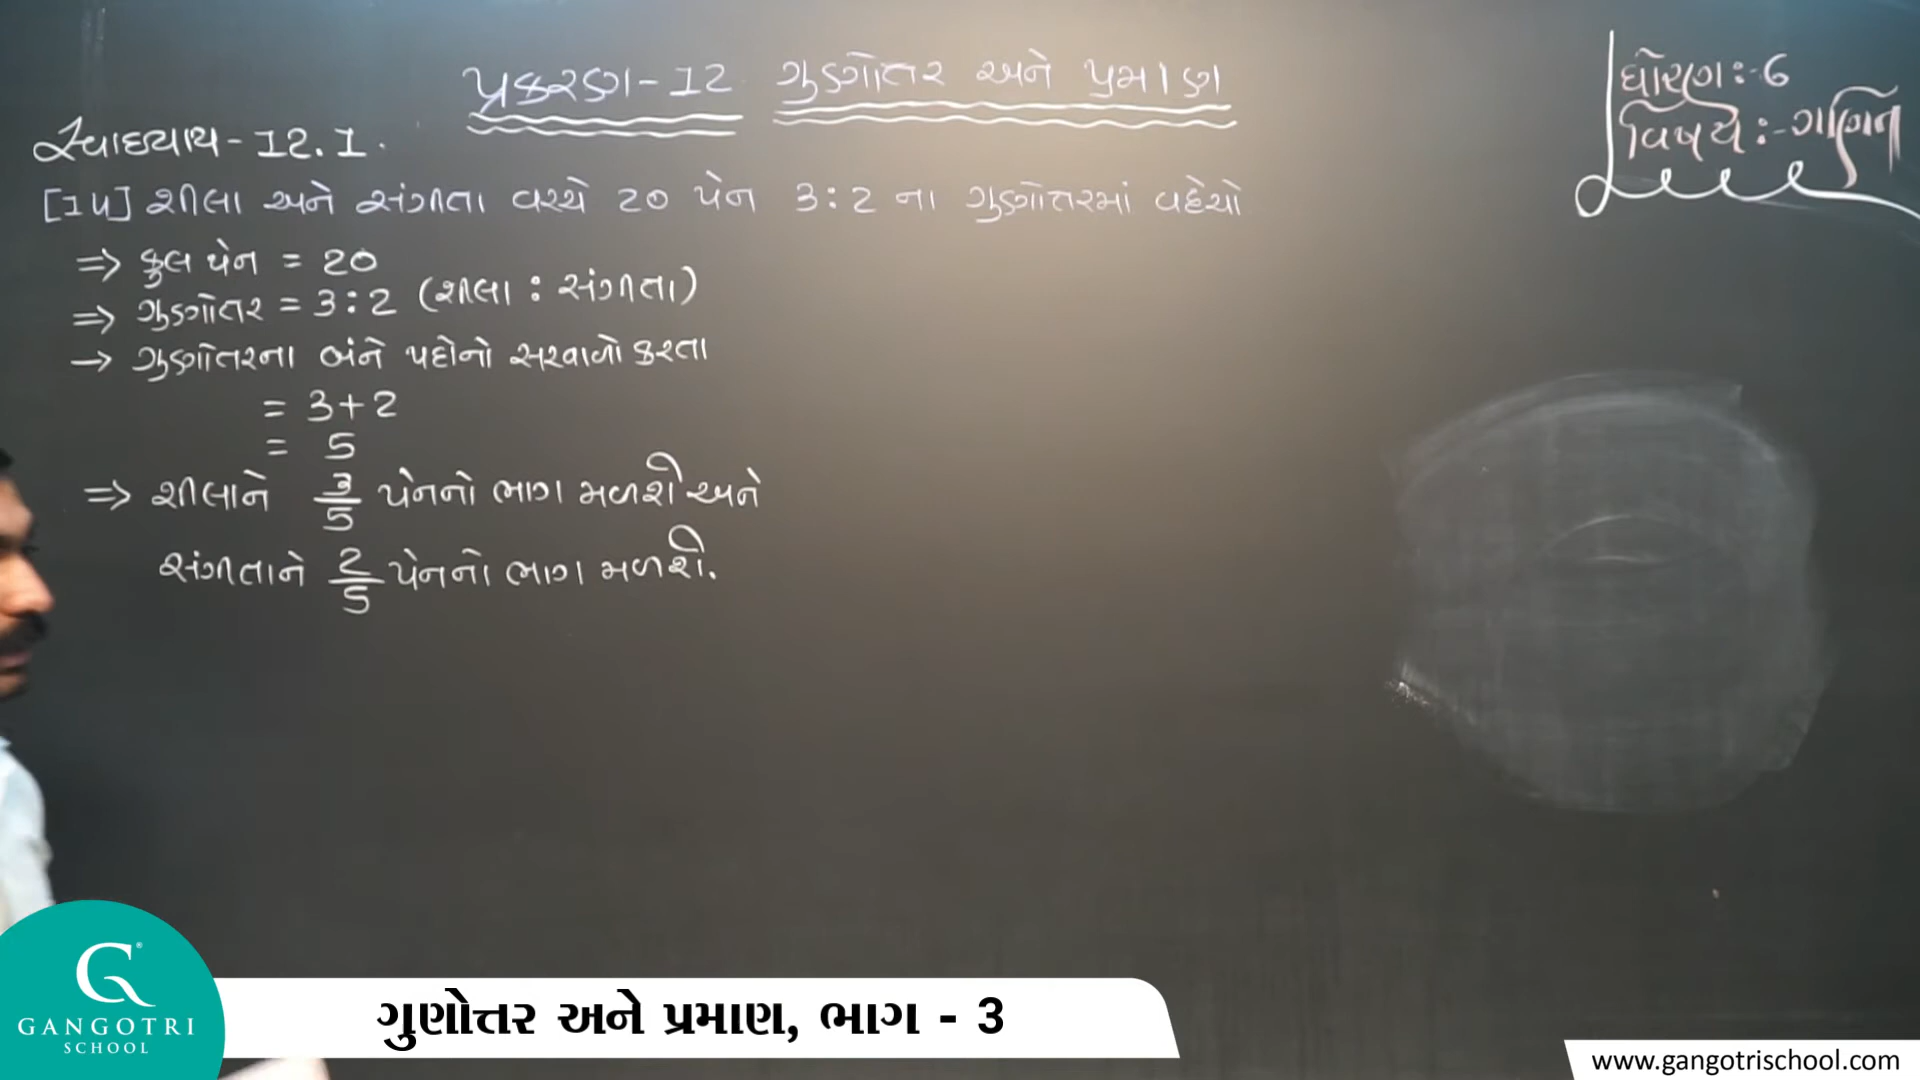 પ્રકરણ-12 ગુણોત્તર અને પ્રમાણ
ધોરણ:-6
વિષય:-ગણિત
સ્વાધ્યાય-12.1.
[14] શીલા અને સંગીતા વચ્ચે 20 પેન 3:2 ના ગુણોત્તરમાં વહેચો
=> કુલ પેન = 20
=> ગુણોતર = 3:2 (શીલા : સંગીતા)
→ ગુણોતરના બંને પદોનો સરવાળો કરતા
= 3+2
= 5
=> શીલાને 3/5 પેનનો ભાગ મળશે અને
સંગીતાને 2/5 પેનનો ભાગ મળશે.
G®
GANGOTRI
SCHOOL
ગુણોત્તર અને પ્રમાણ, ભાગ - 3
www.gangotrischool.com